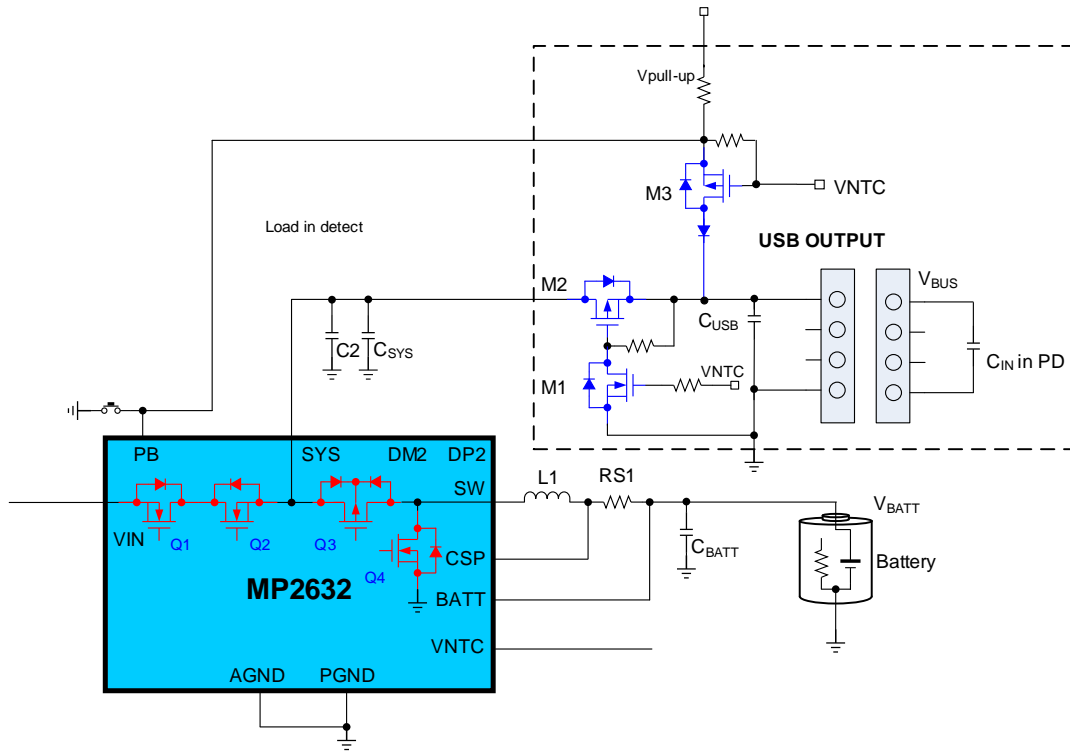 Vpull-up
M3
VNTC
Load in detect
USB OUTPUT
M2
VBUS
C2
CSYS
CUSB
CIN in PD
M1
VNTC
PB
SYS
DM2
DP2
SW
L1
RS1
VBATT
VIN
Q1
Q2
Q3
CSP
CBATT
Battery
Q4
MP2632
BATT
VNTC
AGND
PGND